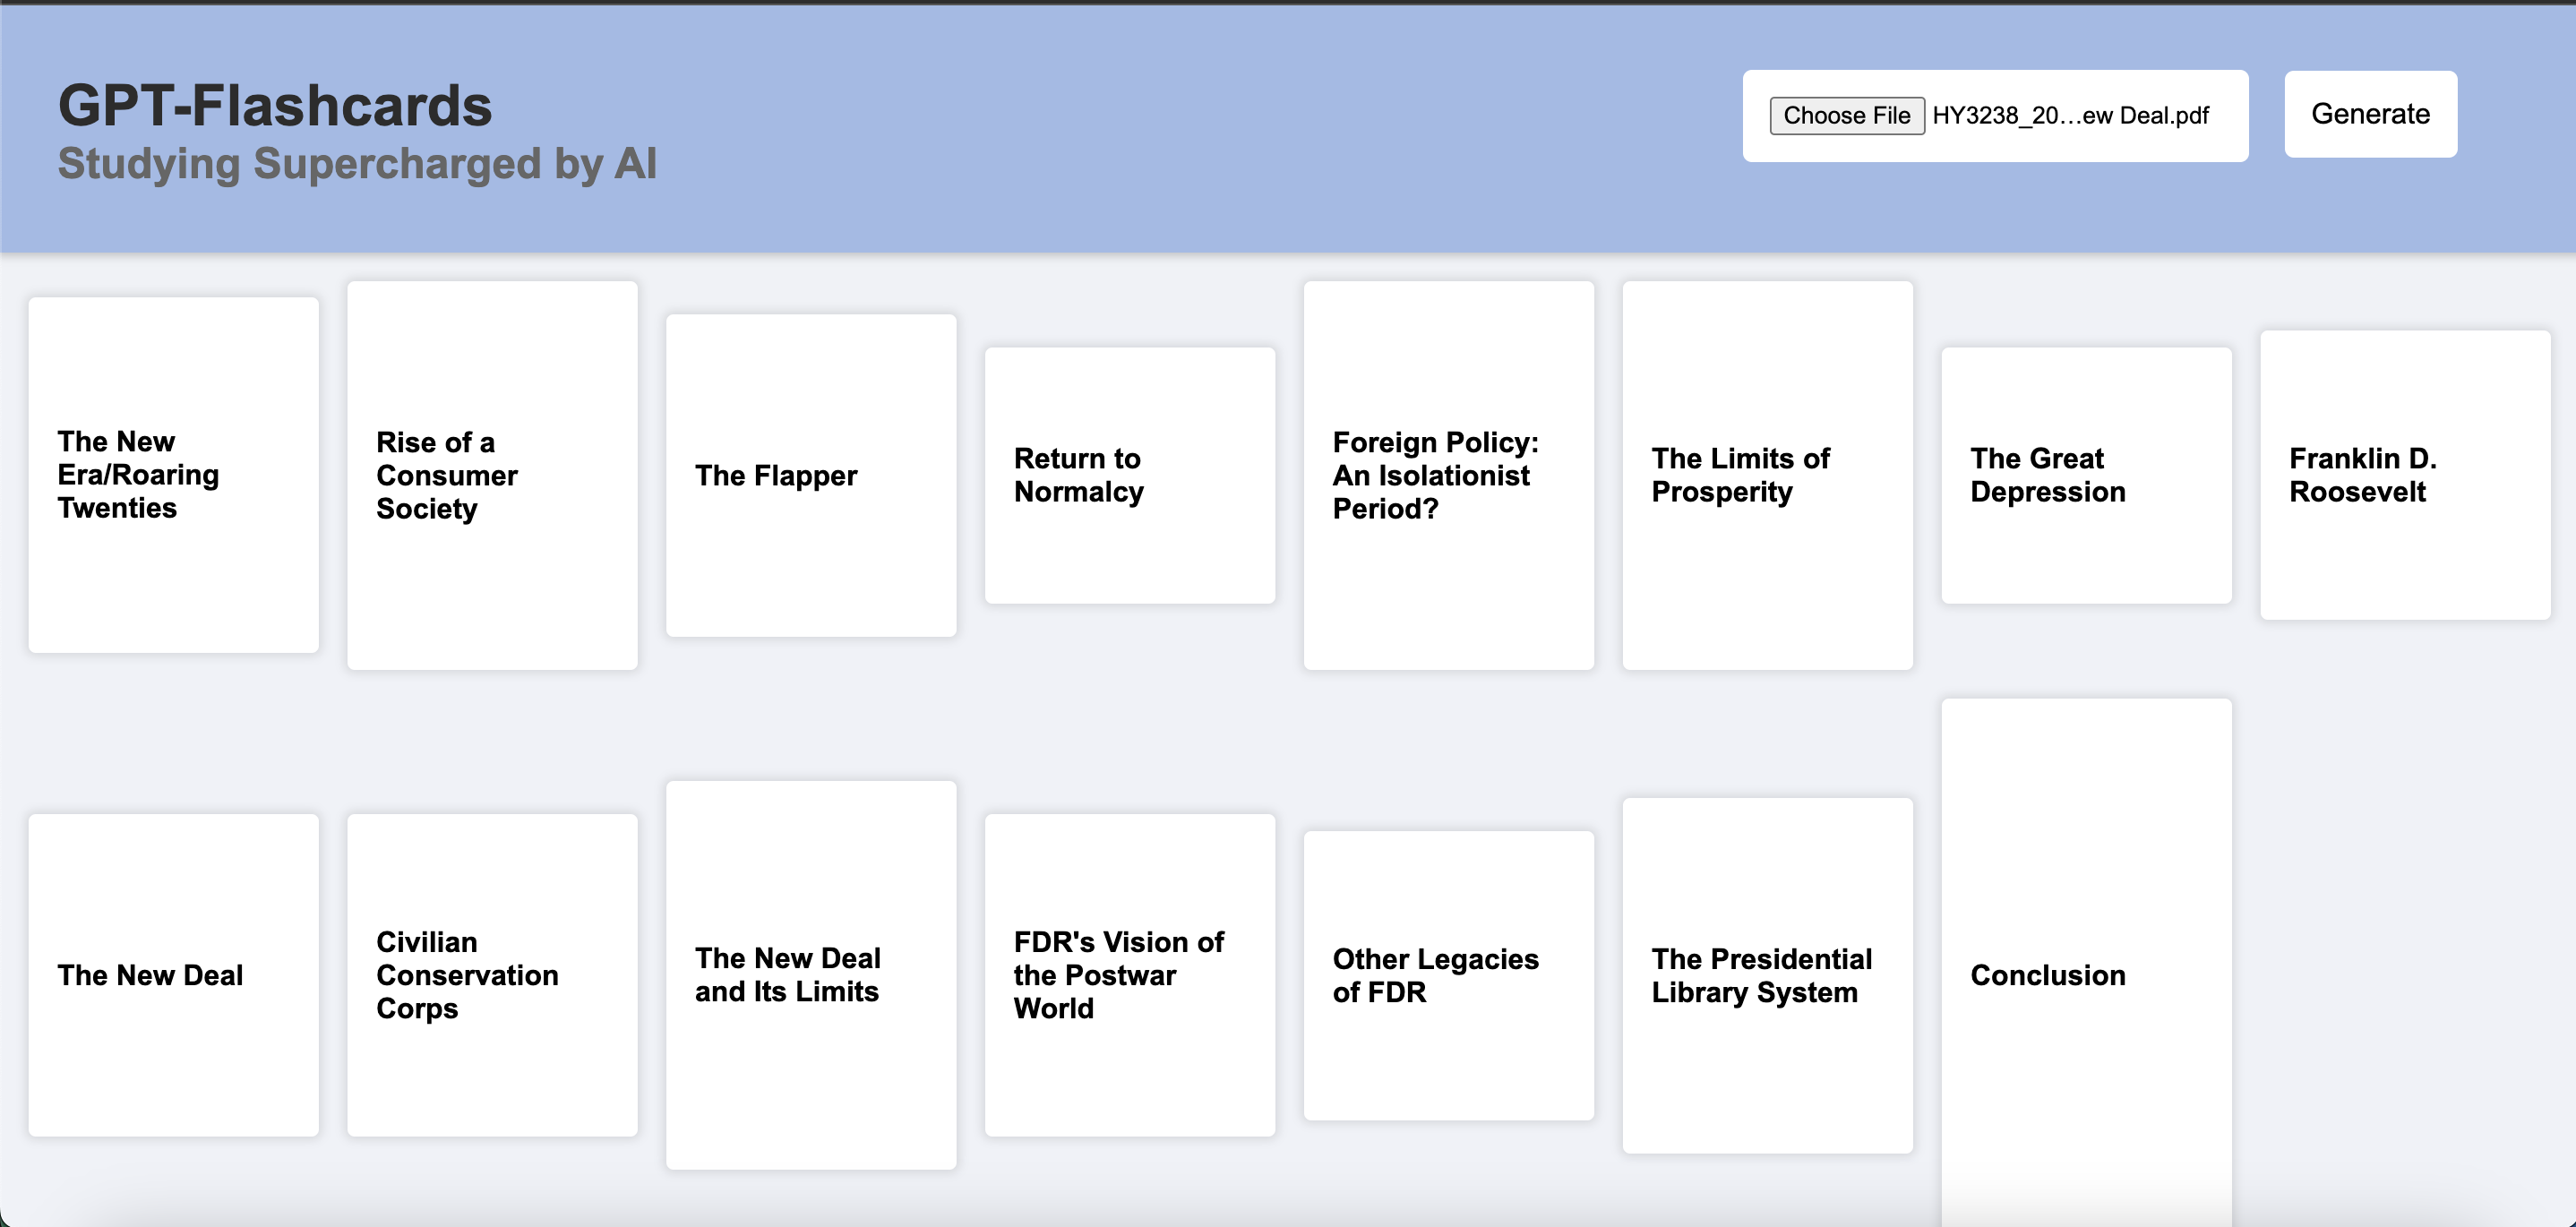 GPT-Flashcards
Studying Supercharged by AI
Choose File HY3238_20...ew Deal.pdf
Generate
The New
Era/Roaring
Twenties
Rise of a
Consumer
Society
The Flapper
Return to
Normalcy
Foreign Policy:
An Isolationist
Period?
The Limits of
Prosperity
The Great
Depression
Franklin D.
Roosevelt
The New Deal
Civilian
Conservation
Corps
The New Deal
and Its Limits
FDR's Vision of
the Postwar
World
Other Legacies
of FDR
The Presidential
Library System
Conclusion